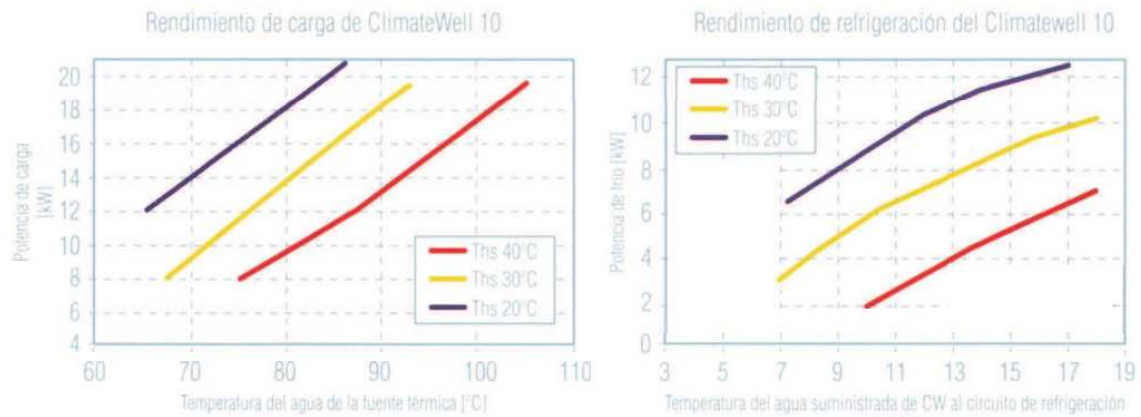 Rendimiento de carga de ClimateWell 10
20
18
16
14
12
10
8
6
4
60 70 80 90 100 110
Potencia de carga
[kW]
Temperatura del agua de la fuente térmica [°C]
Ths 40°C
Ths 30°C
Ths 20°C
Rendimiento de refrigeración del Climatewell 10
12
10
8
6
4
2
0
3 5 7 9 11 13 15 17 19
Potencia de frío [kW]
Temperatura del agua suministrada de CW al circuito de refrigeración
Ths 40°C
Ths 30°C
Ths 20°C